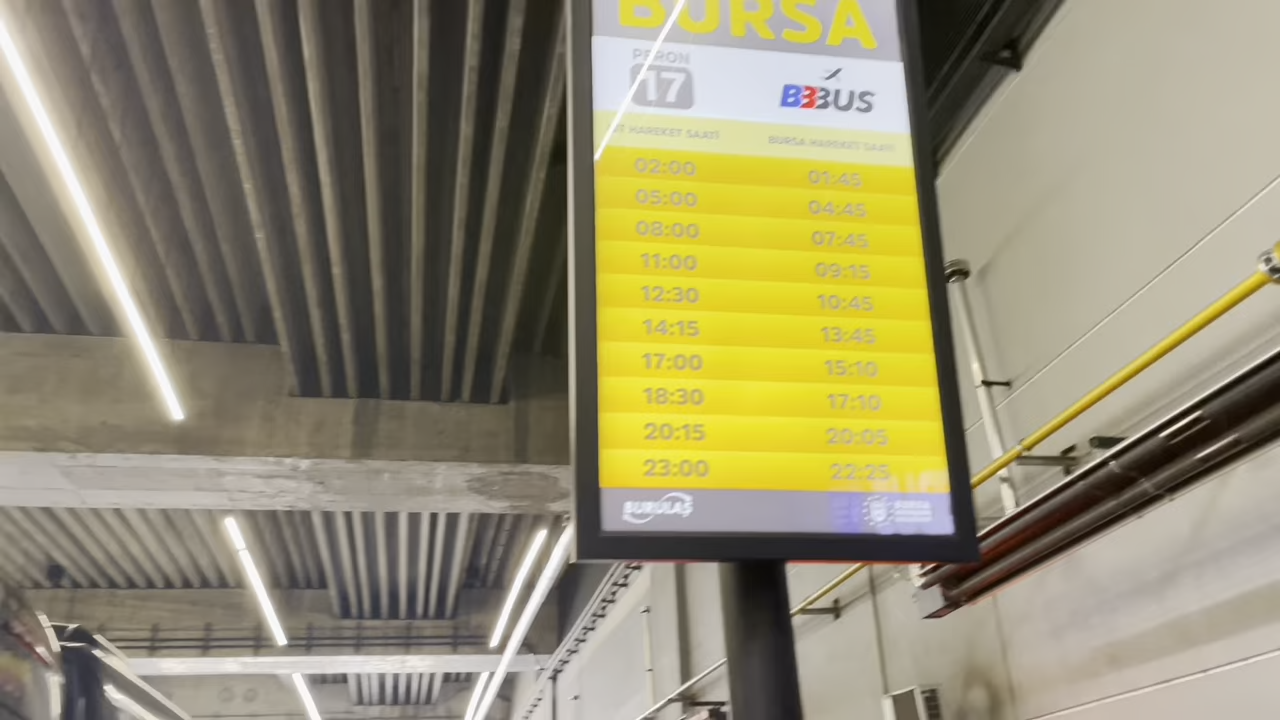 BURSA
PERON
17
BBBUS
HAREKET SAATİ BURSA HAREKET SAATİ
02:00 01:45
05:00 04:45
08:00 07:45
11:00 09:15
12:30 10:45
14:15 13:45
17:00 15:10
18:30 17:10
20:15 20:05
23:00 22:25
BURULAŞ